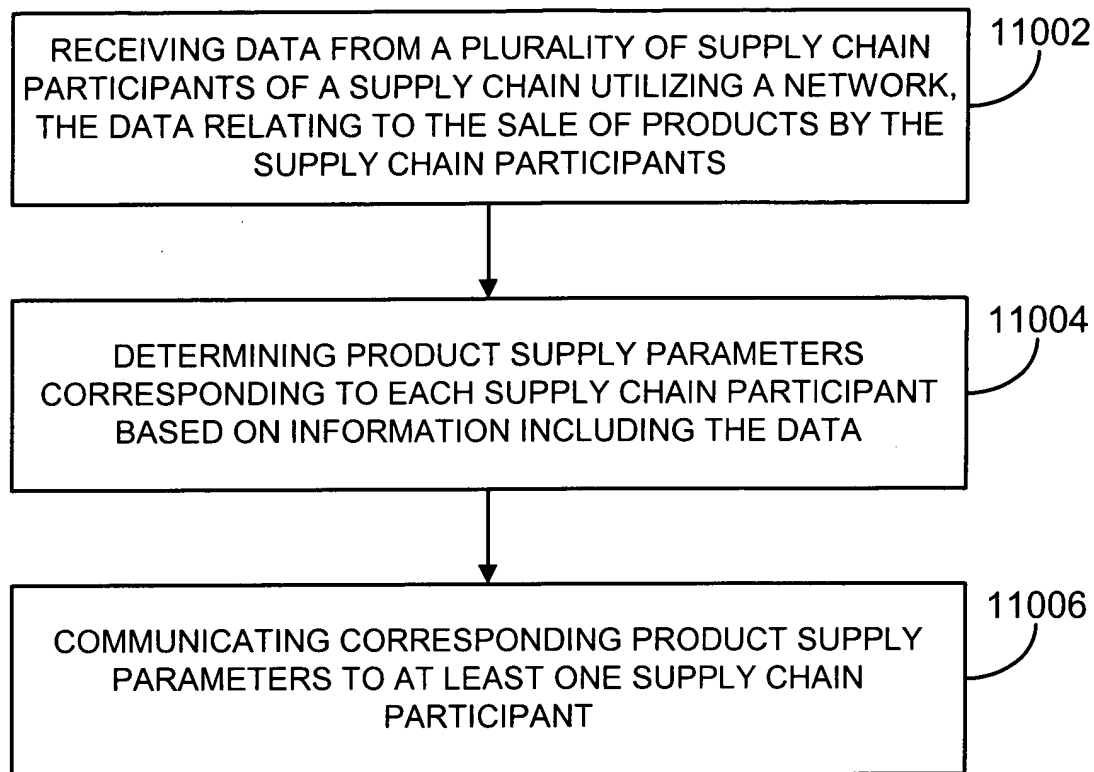 RECEIVING DATA FROM A PLURALITY OF SUPPLY CHAIN
PARTICIPANTS OF A SUPPLY CHAIN UTILIZING A NETWORK,
THE DATA RELATING TO THE SALE OF PRODUCTS BY THE
SUPPLY CHAIN PARTICIPANTS
11002
DETERMINING PRODUCT SUPPLY PARAMETERS
CORRESPONDING TO EACH SUPPLY CHAIN PARTICIPANT
BASED ON INFORMATION INCLUDING THE DATA
11004
COMMUNICATING CORRESPONDING PRODUCT SUPPLY
PARAMETERS TO AT LEAST ONE SUPPLY CHAIN
PARTICIPANT
11006